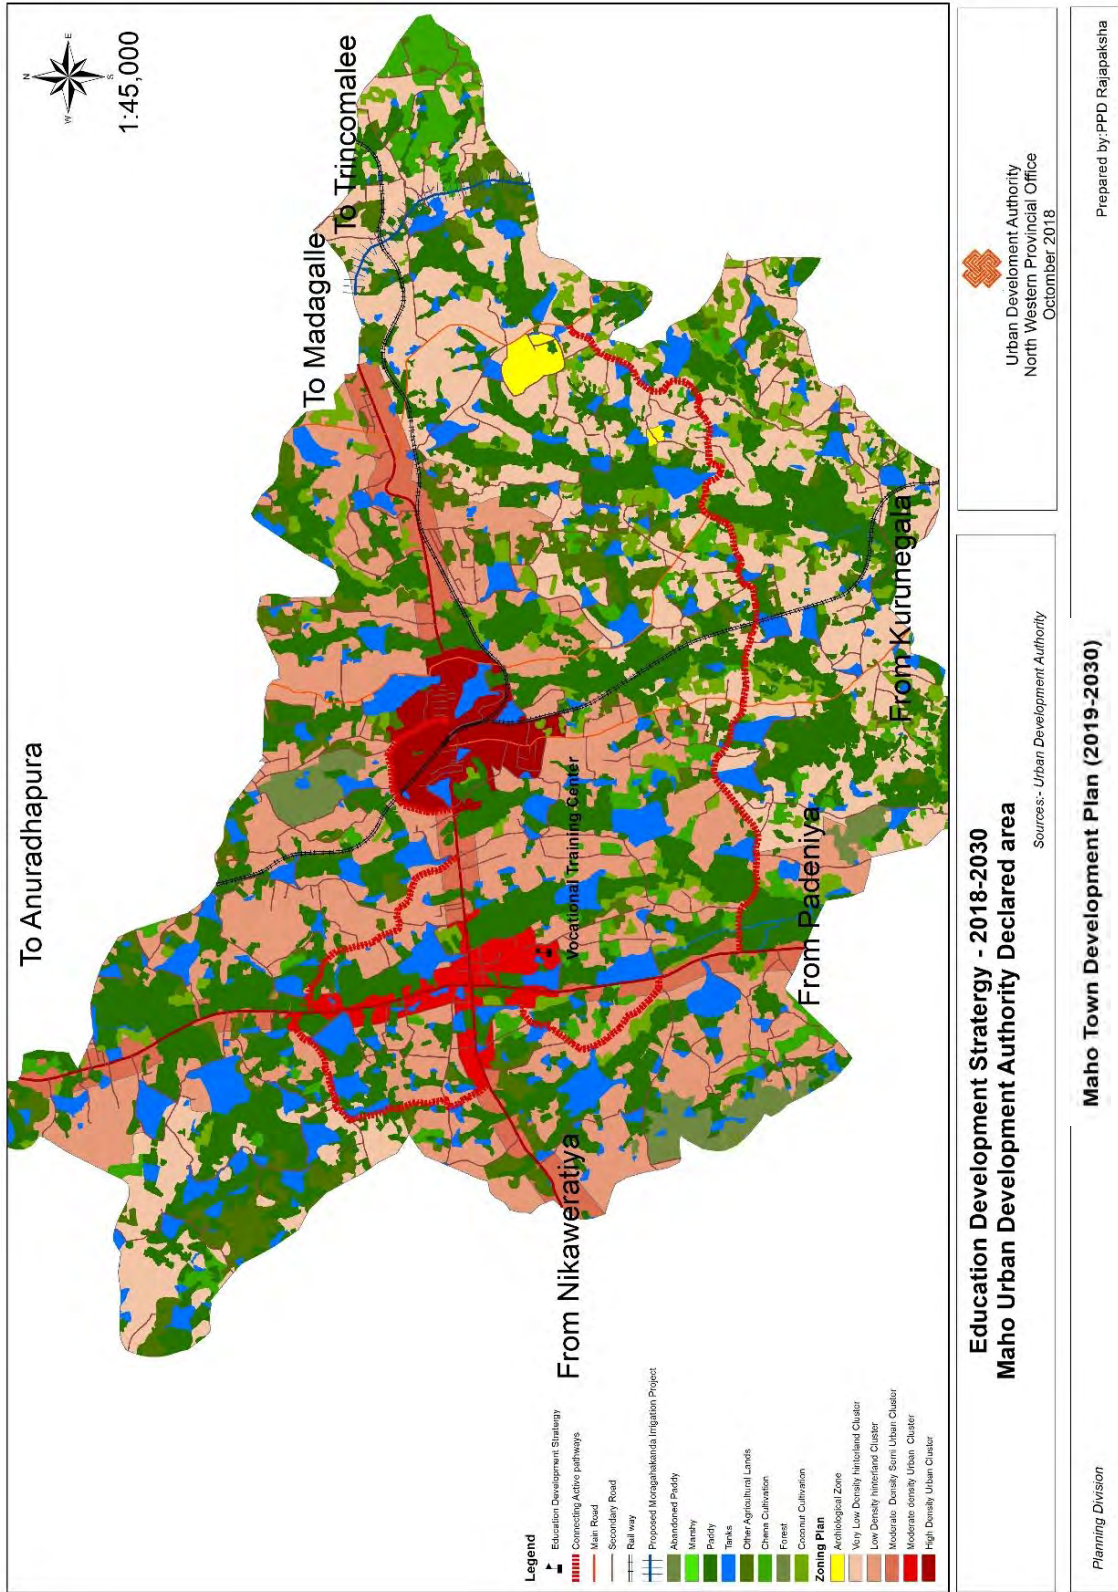 N
E
S
W
1:45,000
To Anuradhapura
To Madagalle
To Trincomalee
Vocational Training Center
From Nikaweratiya
From Padeniya
From Kurunegala
Legend
Education Development Stratergy
Connecting Active pathways
Main Road
Secondary Road
Rail way
Proposed Moragahakanda Irrigation Project
Abandoned Paddy
Marshy
Paddy
Tanks
Other Agricultural Lands
Chena Cultivation
Forest
Coconut Cultivation
Zoning Plan
Archiological Zone
Very Low Density hinterland Cluster
Low Density hinterland Cluster
Moderate Density Semi Urban Cluster
Moderate density Urban Cluster
High Density Urban Cluster
Education Development Stratergy - 2018-2030
Maho Urban Development Authority Declared area
Sources:- Urban Development Authority
Urban Develoment Authority
North Western Provincial Office
Octomber 2018
Planning Division
Maho Town Development Plan (2019-2030)
Prepared by:PPD Rajapaksha